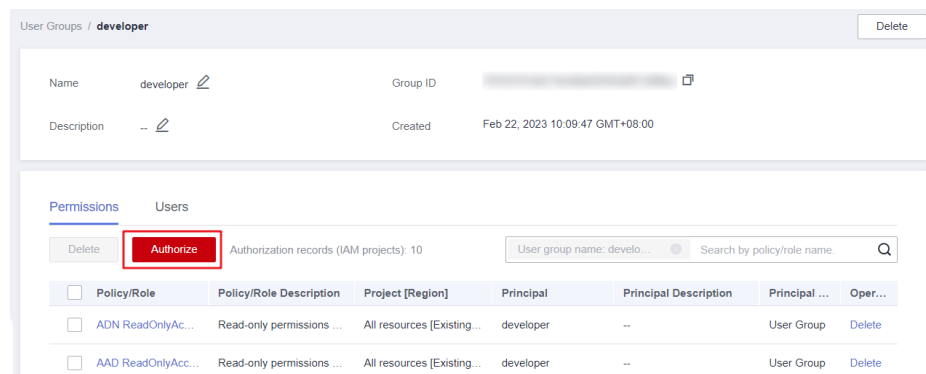 User Groups / developer
Delete
Name developer Group ID
Description -- Created Feb 22, 2023 10:09:47 GMT+08:00
Permissions Users
Delete Authorize Authorization records (IAM projects): 10 User group name: develo... Search by policy/role name.
Policy/Role Policy/Role Description Project [Region] Principal Principal Description Principal ... Oper...
ADN ReadOnlyAc... Read-only permissions ... All resources [Existing... developer -- User Group Delete
AAD ReadOnlyAcc... Read-only permissions ... All resources [Existing... developer -- User Group Delete